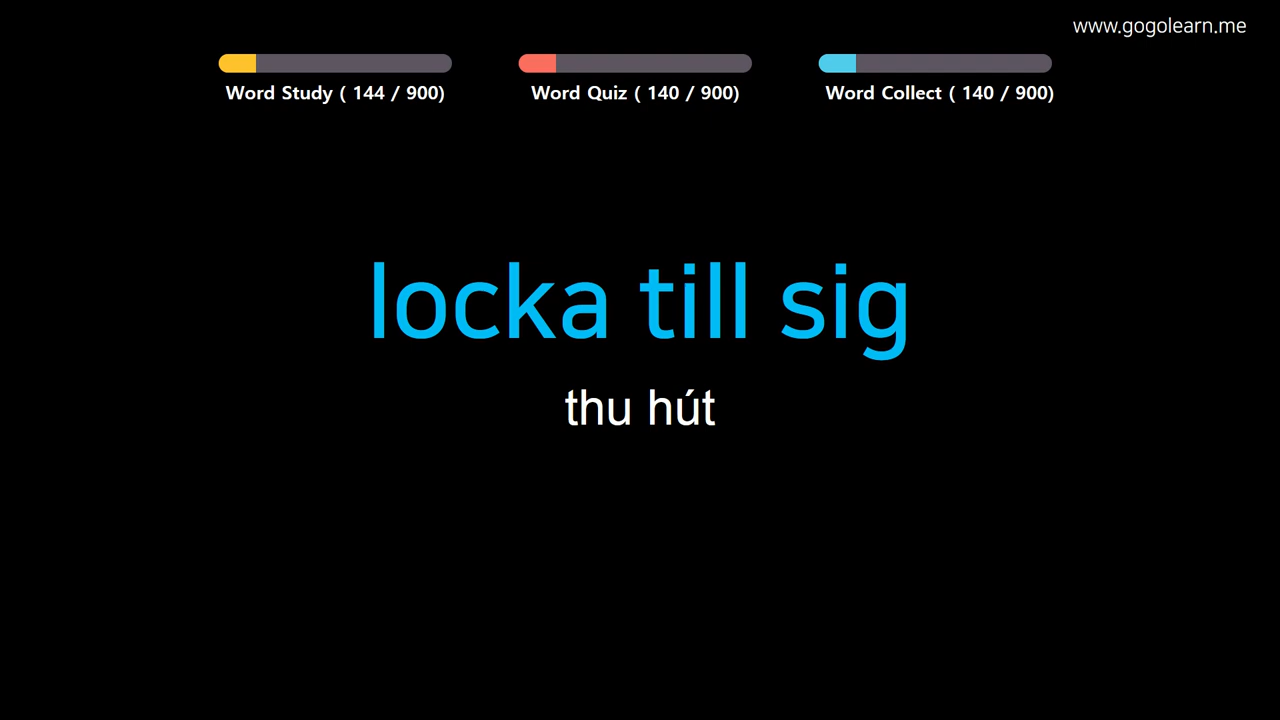 www.gogolearn.me
Word Study ( 144 / 900)
Word Quiz ( 140 / 900)
Word Collect ( 140 / 900)
locka till sig
thu hút